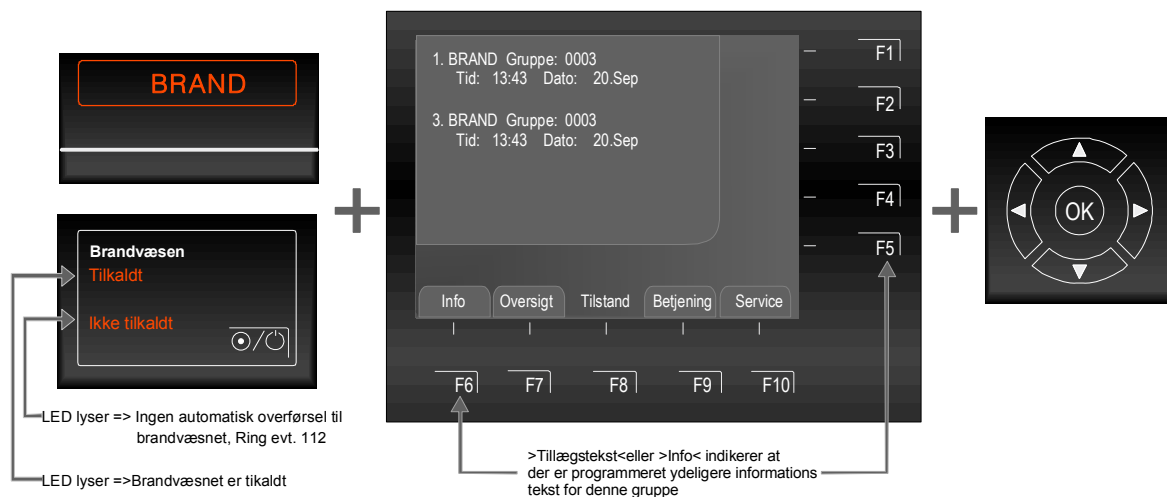 BRAND
Brandvæsen
Tilkaldt
Ikke tilkaldt
LED lyser => Ingen automatisk overførsel til
brandvæsnet, Ring evt. 112
LED lyser =>Brandvæsnet er tikaldt
1. BRAND Gruppe: 0003
Tid: 13:43 Dato: 20.Sep
3. BRAND Gruppe: 0003
Tid: 13:43 Dato: 20.Sep
Info Oversigt Tilstand Betjening Service
F1
F2
F3
F4
F5
F6 F7 F8 F9 F10
>Tillægstekst<eller >Info< indikerer at
der er programmeret ydeligere informations
tekst for denne gruppe
OK